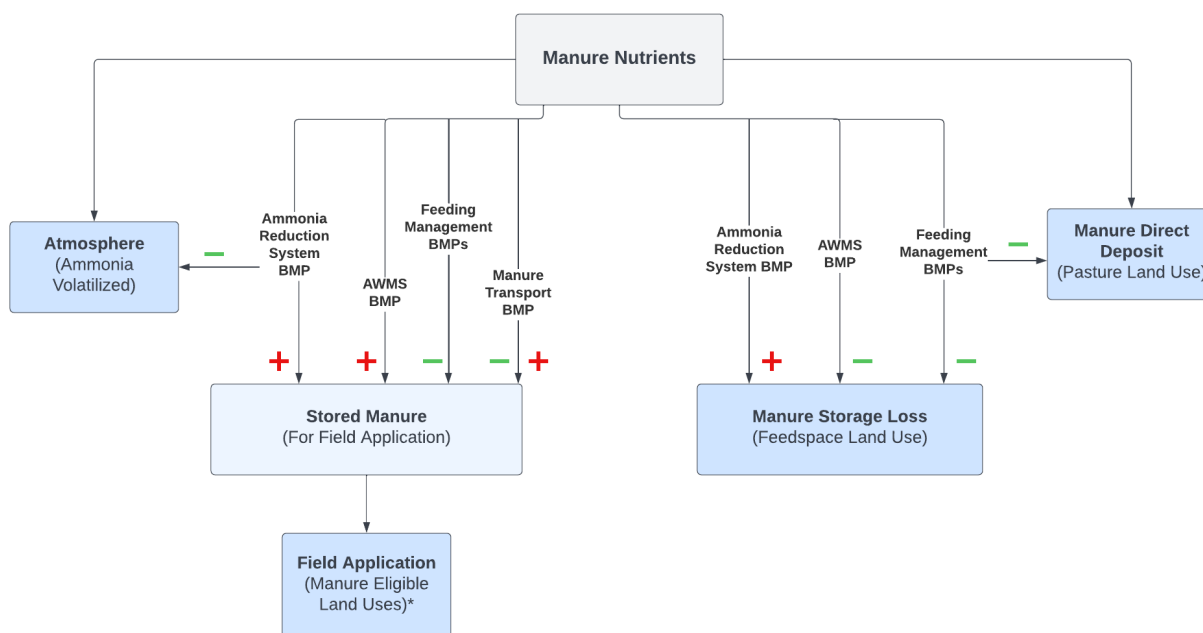 Manure Nutrients
Atmosphere
(Ammonia
Volatilized)
−
Ammonia
Reduction
System
BMP
AWMS
BMP
Feeding
Management
BMPs
Manure
Transport
BMP
Ammonia
Reduction
System BMP
AWMS
BMP
Feeding
Management
BMPs
−
Manure Direct
Deposit
(Pasture Land Use)
+ + − − + + − −
Stored Manure
(For Field Application)
Manure Storage Loss
(Feedspace Land Use)
Field Application
(Manure Eligible
Land Uses)*